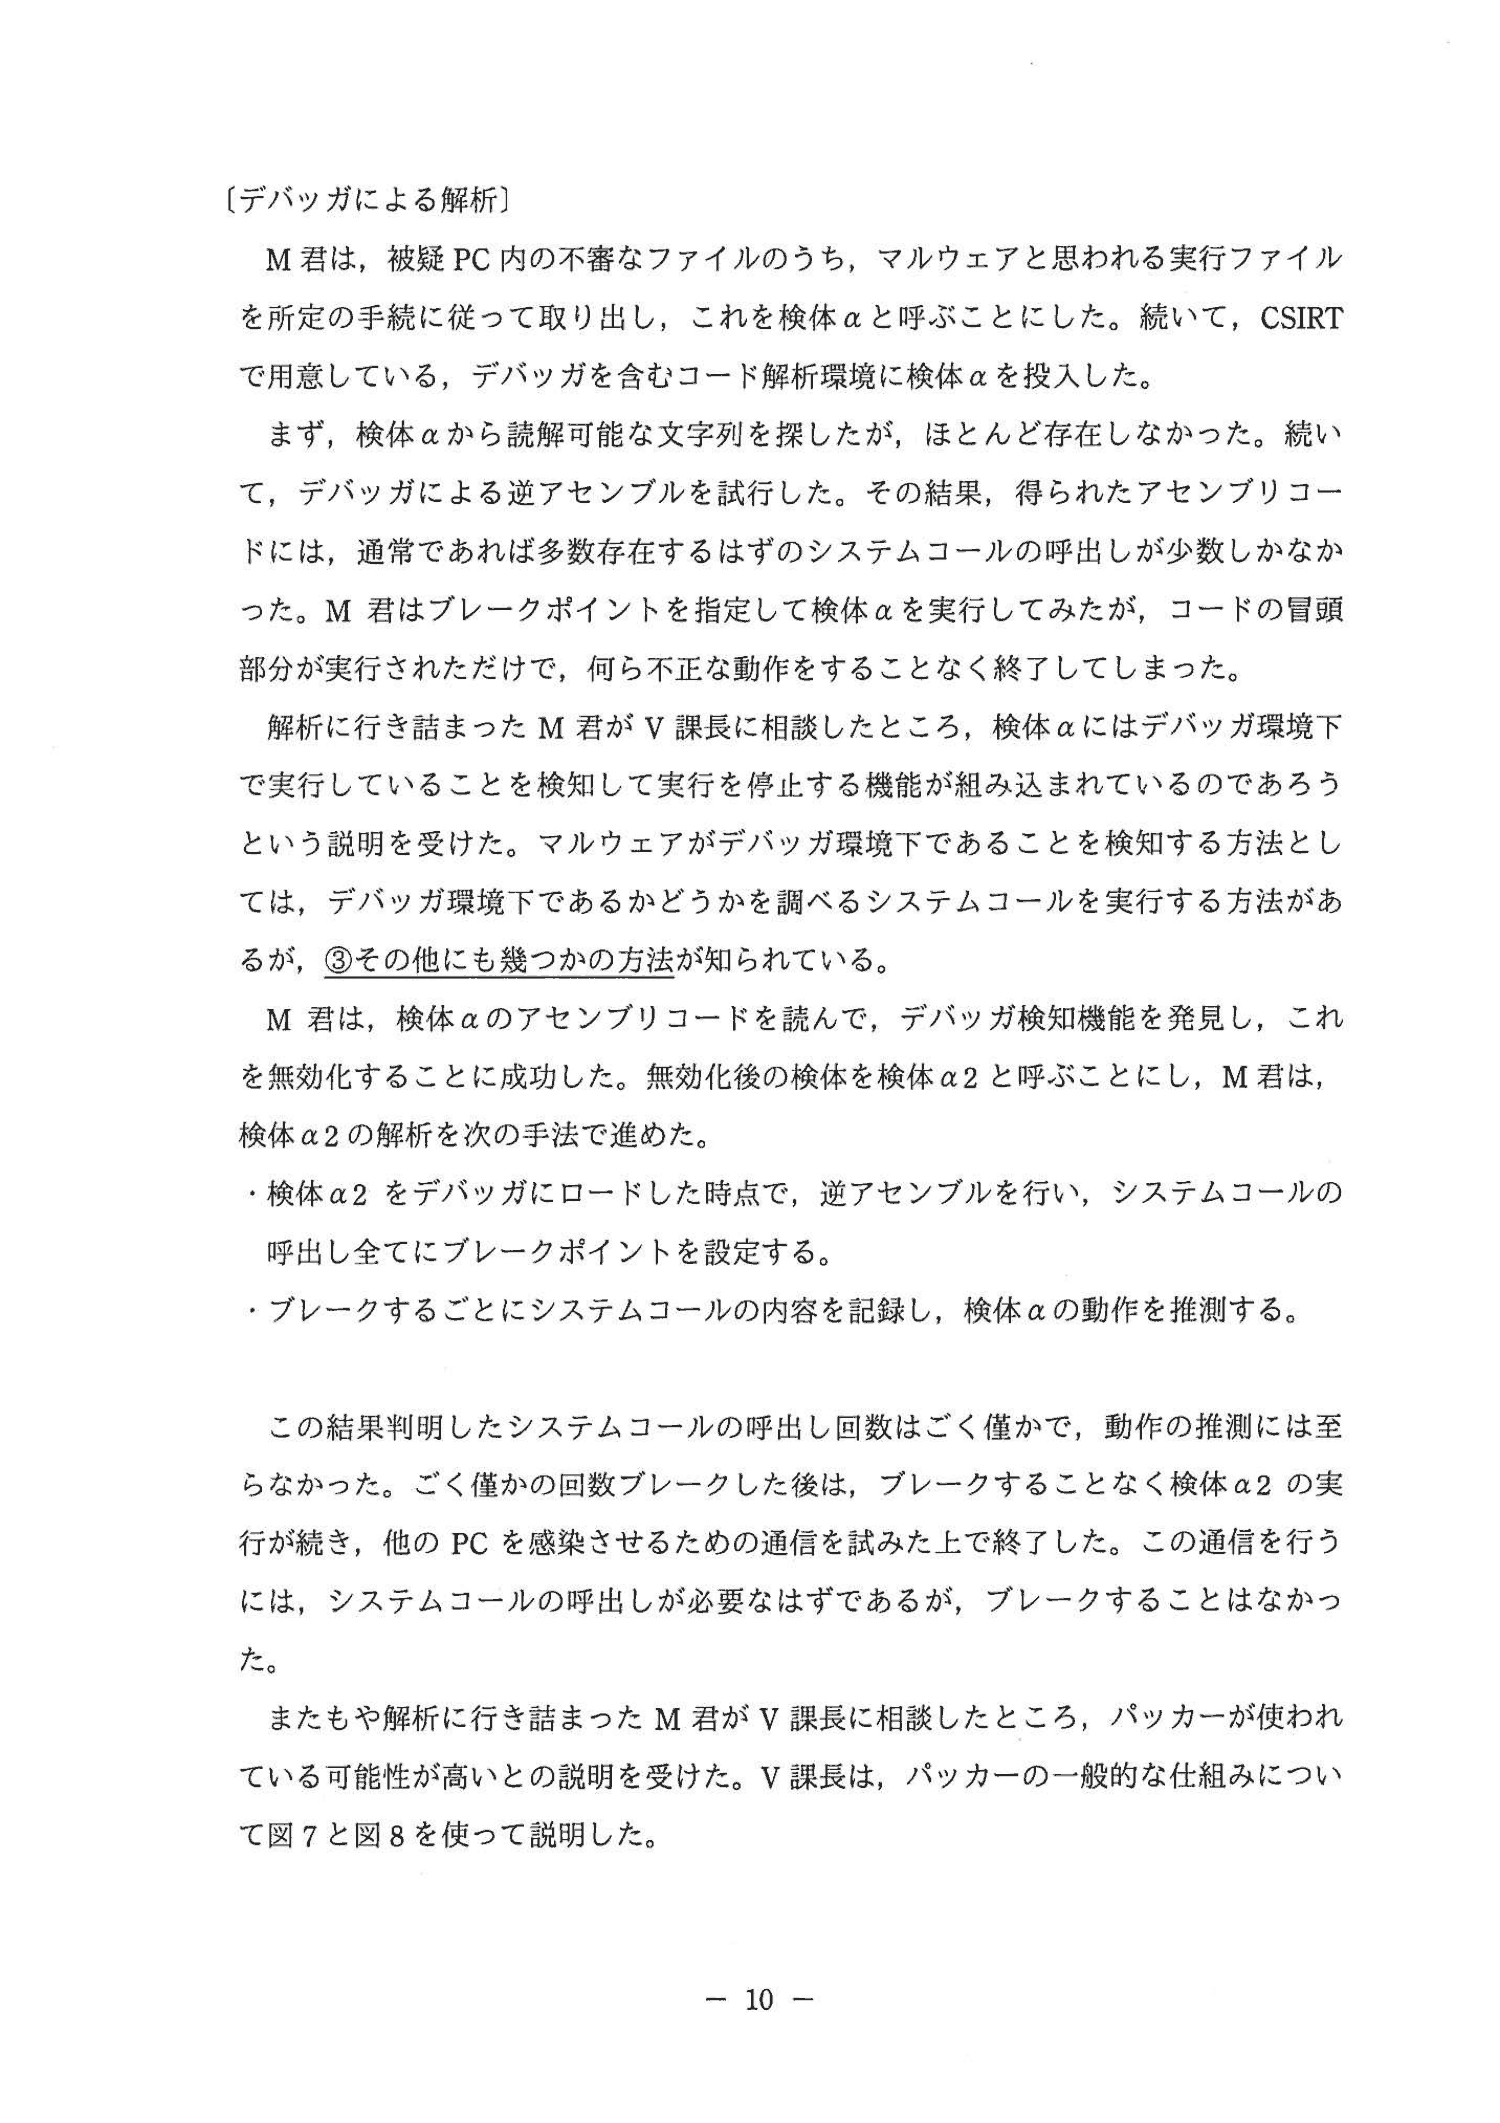 〔デバッガによる解析〕
M 君は，被疑 PC 内の不審なファイルのうち，マルウェアと思われる実行ファイル
を所定の手続に従って取り出し，これを検体αと呼ぶことにした。続いて，CSIRT
で用意している，デバッガを含むコード解析環境に検体αを投入した。
まず，検体αから読解可能な文字列を探したが，ほとんど存在しなかった。続い
て，デバッガによる逆アセンブルを試行した。その結果，得られたアセンブリコー
ドには，通常であれば多数存在するはずのシステムコールの呼出しが少数しかなか
った。M 君はブレークポイントを指定して検体αを実行してみたが，コードの冒頭
部分が実行されただけで，何ら不正な動作をすることなく終了してしまった。
解析に行き詰まった M 君が V 課長に相談したところ，検体αにはデバッガ環境下
で実行していることを検知して実行を停止する機能が組み込まれているのであろう
という説明を受けた。マルウェアがデバッガ環境下であることを検知する方法とし
ては，デバッガ環境下であるかどうかを調べるシステムコールを実行する方法があ
るが，③その他にも幾つかの方法が知られている。
M 君は，検体αのアセンブリコードを読んで，デバッガ検知機能を発見し，これ
を無効化することに成功した。無効化後の検体を検体α2 と呼ぶことにし，M 君は，
検体α2 の解析を次の手法で進めた。
・検体α2 をデバッガにロードした時点で，逆アセンブルを行い，システムコールの
呼出し全てにブレークポイントを設定する。
・ブレークするごとにシステムコールの内容を記録し，検体αの動作を推測する。
この結果判明したシステムコールの呼出し回数はごく僅かで，動作の推測には至
らなかった。ごく僅かの回数ブレークした後は，ブレークすることなく検体α2 の実
行が続き，他の PC を感染させるための通信を試みた上で終了した。この通信を行う
には，システムコールの呼出しが必要なはずであるが，ブレークすることはなかっ
た。
またもや解析に行き詰まった M 君が V 課長に相談したところ，パッカーが使われ
ている可能性が高いとの説明を受けた。V 課長は，パッカーの一般的な仕組みについ
て図 7 と図 8 を使って説明した。
－ 10 －